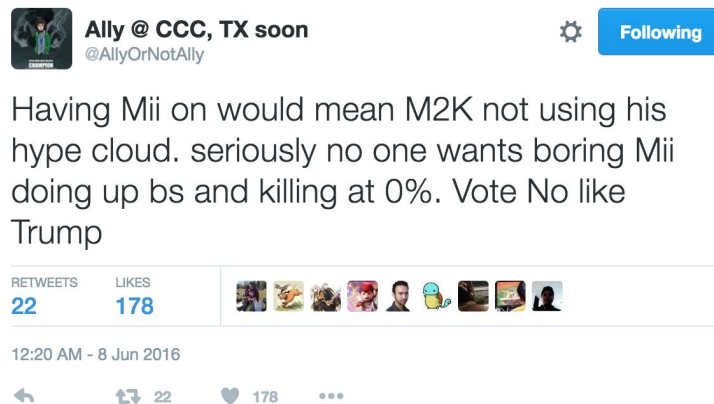 Ally @ CCC, TX soon
@AllyOrNotAlly
Following
Having Mii on would mean M2K not using his
hype cloud. seriously no one wants boring Mii
doing up bs and killing at 0%. Vote No like
Trump
RETWEETS LIKES
22 178
12:20 AM - 8 Jun 2016
22 178
CHAMPION